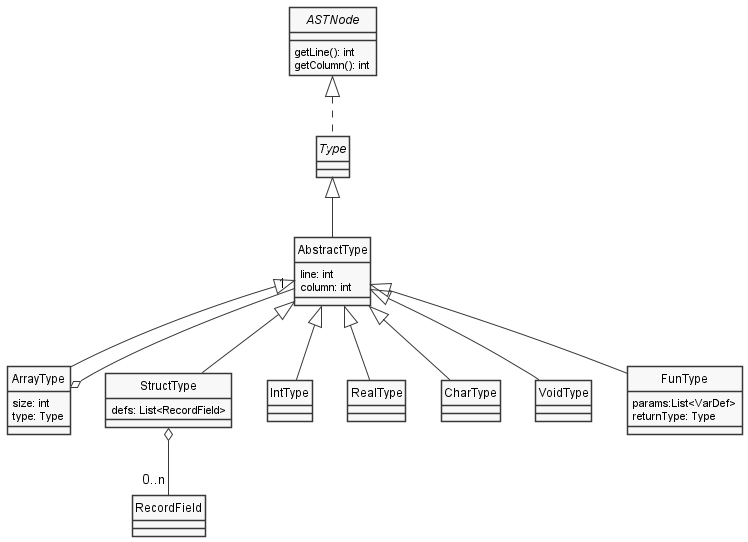 ASTNode
getLine(): int
getColumn(): int
Type
AbstractType
line: int
column: int
1
ArrayType
size: int
type: Type
StructType
defs: List<RecordField>
IntType
RealType
CharType
VoidType
FunType
params:List<VarDef>
returnType: Type
0..n
RecordField